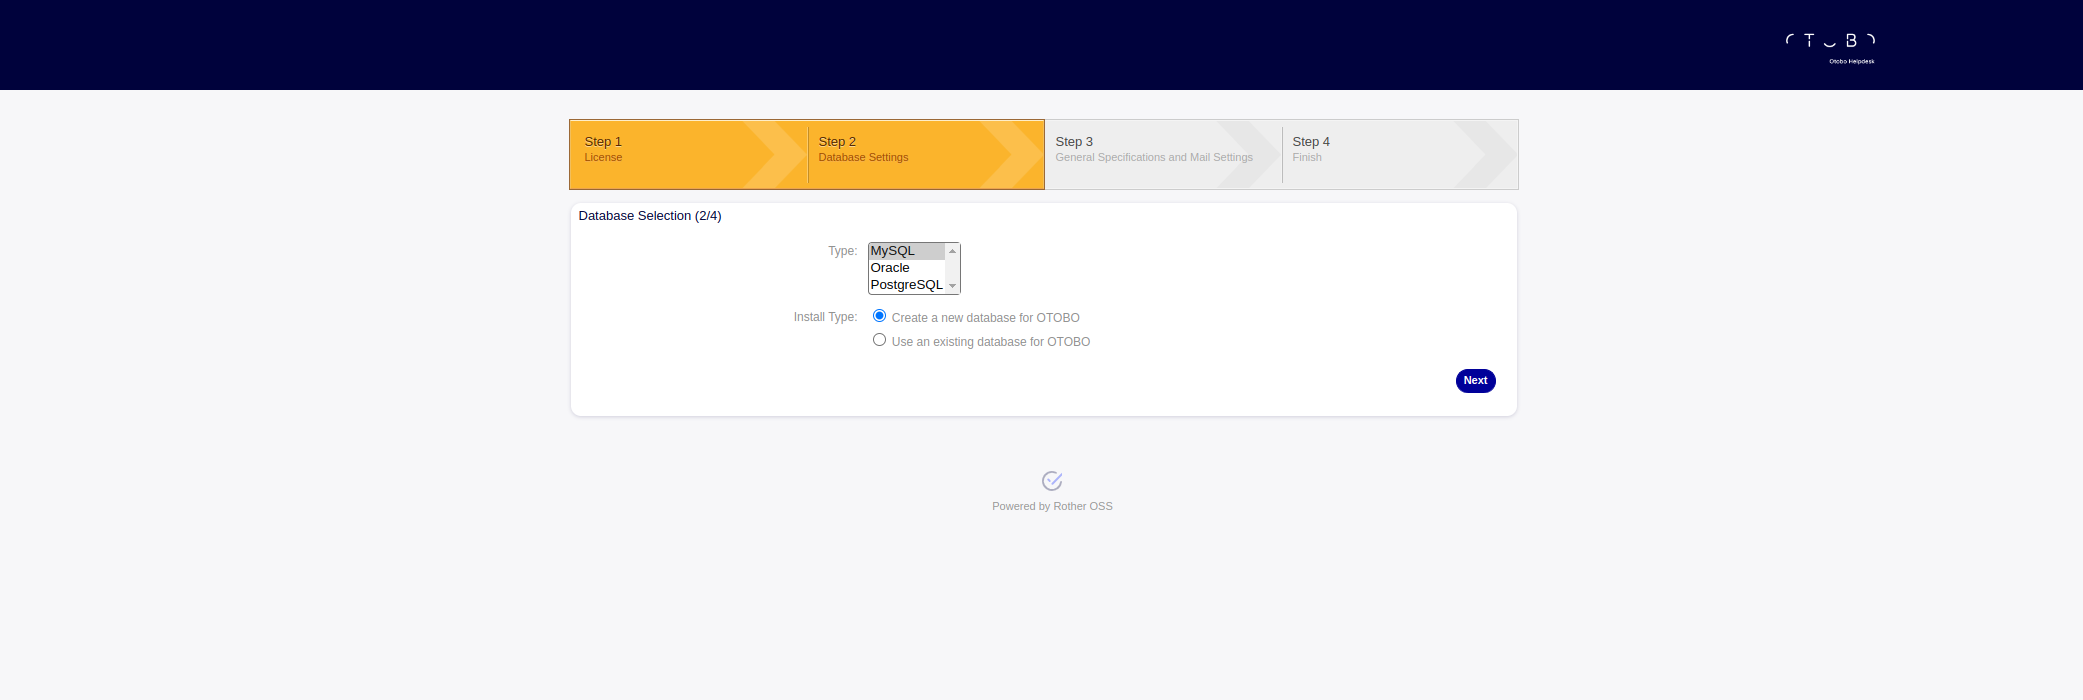 OTOBO
Otobo Helpdesk
Step 1
License
Step 2
Database Settings
Step 3
General Specifications and Mail Settings
Step 4
Finish
Database Selection (2/4)
Type:
MySQL
Oracle
PostgreSQL
Install Type:
Create a new database for OTOBO
Use an existing database for OTOBO
Next
Powered by Rother OSS